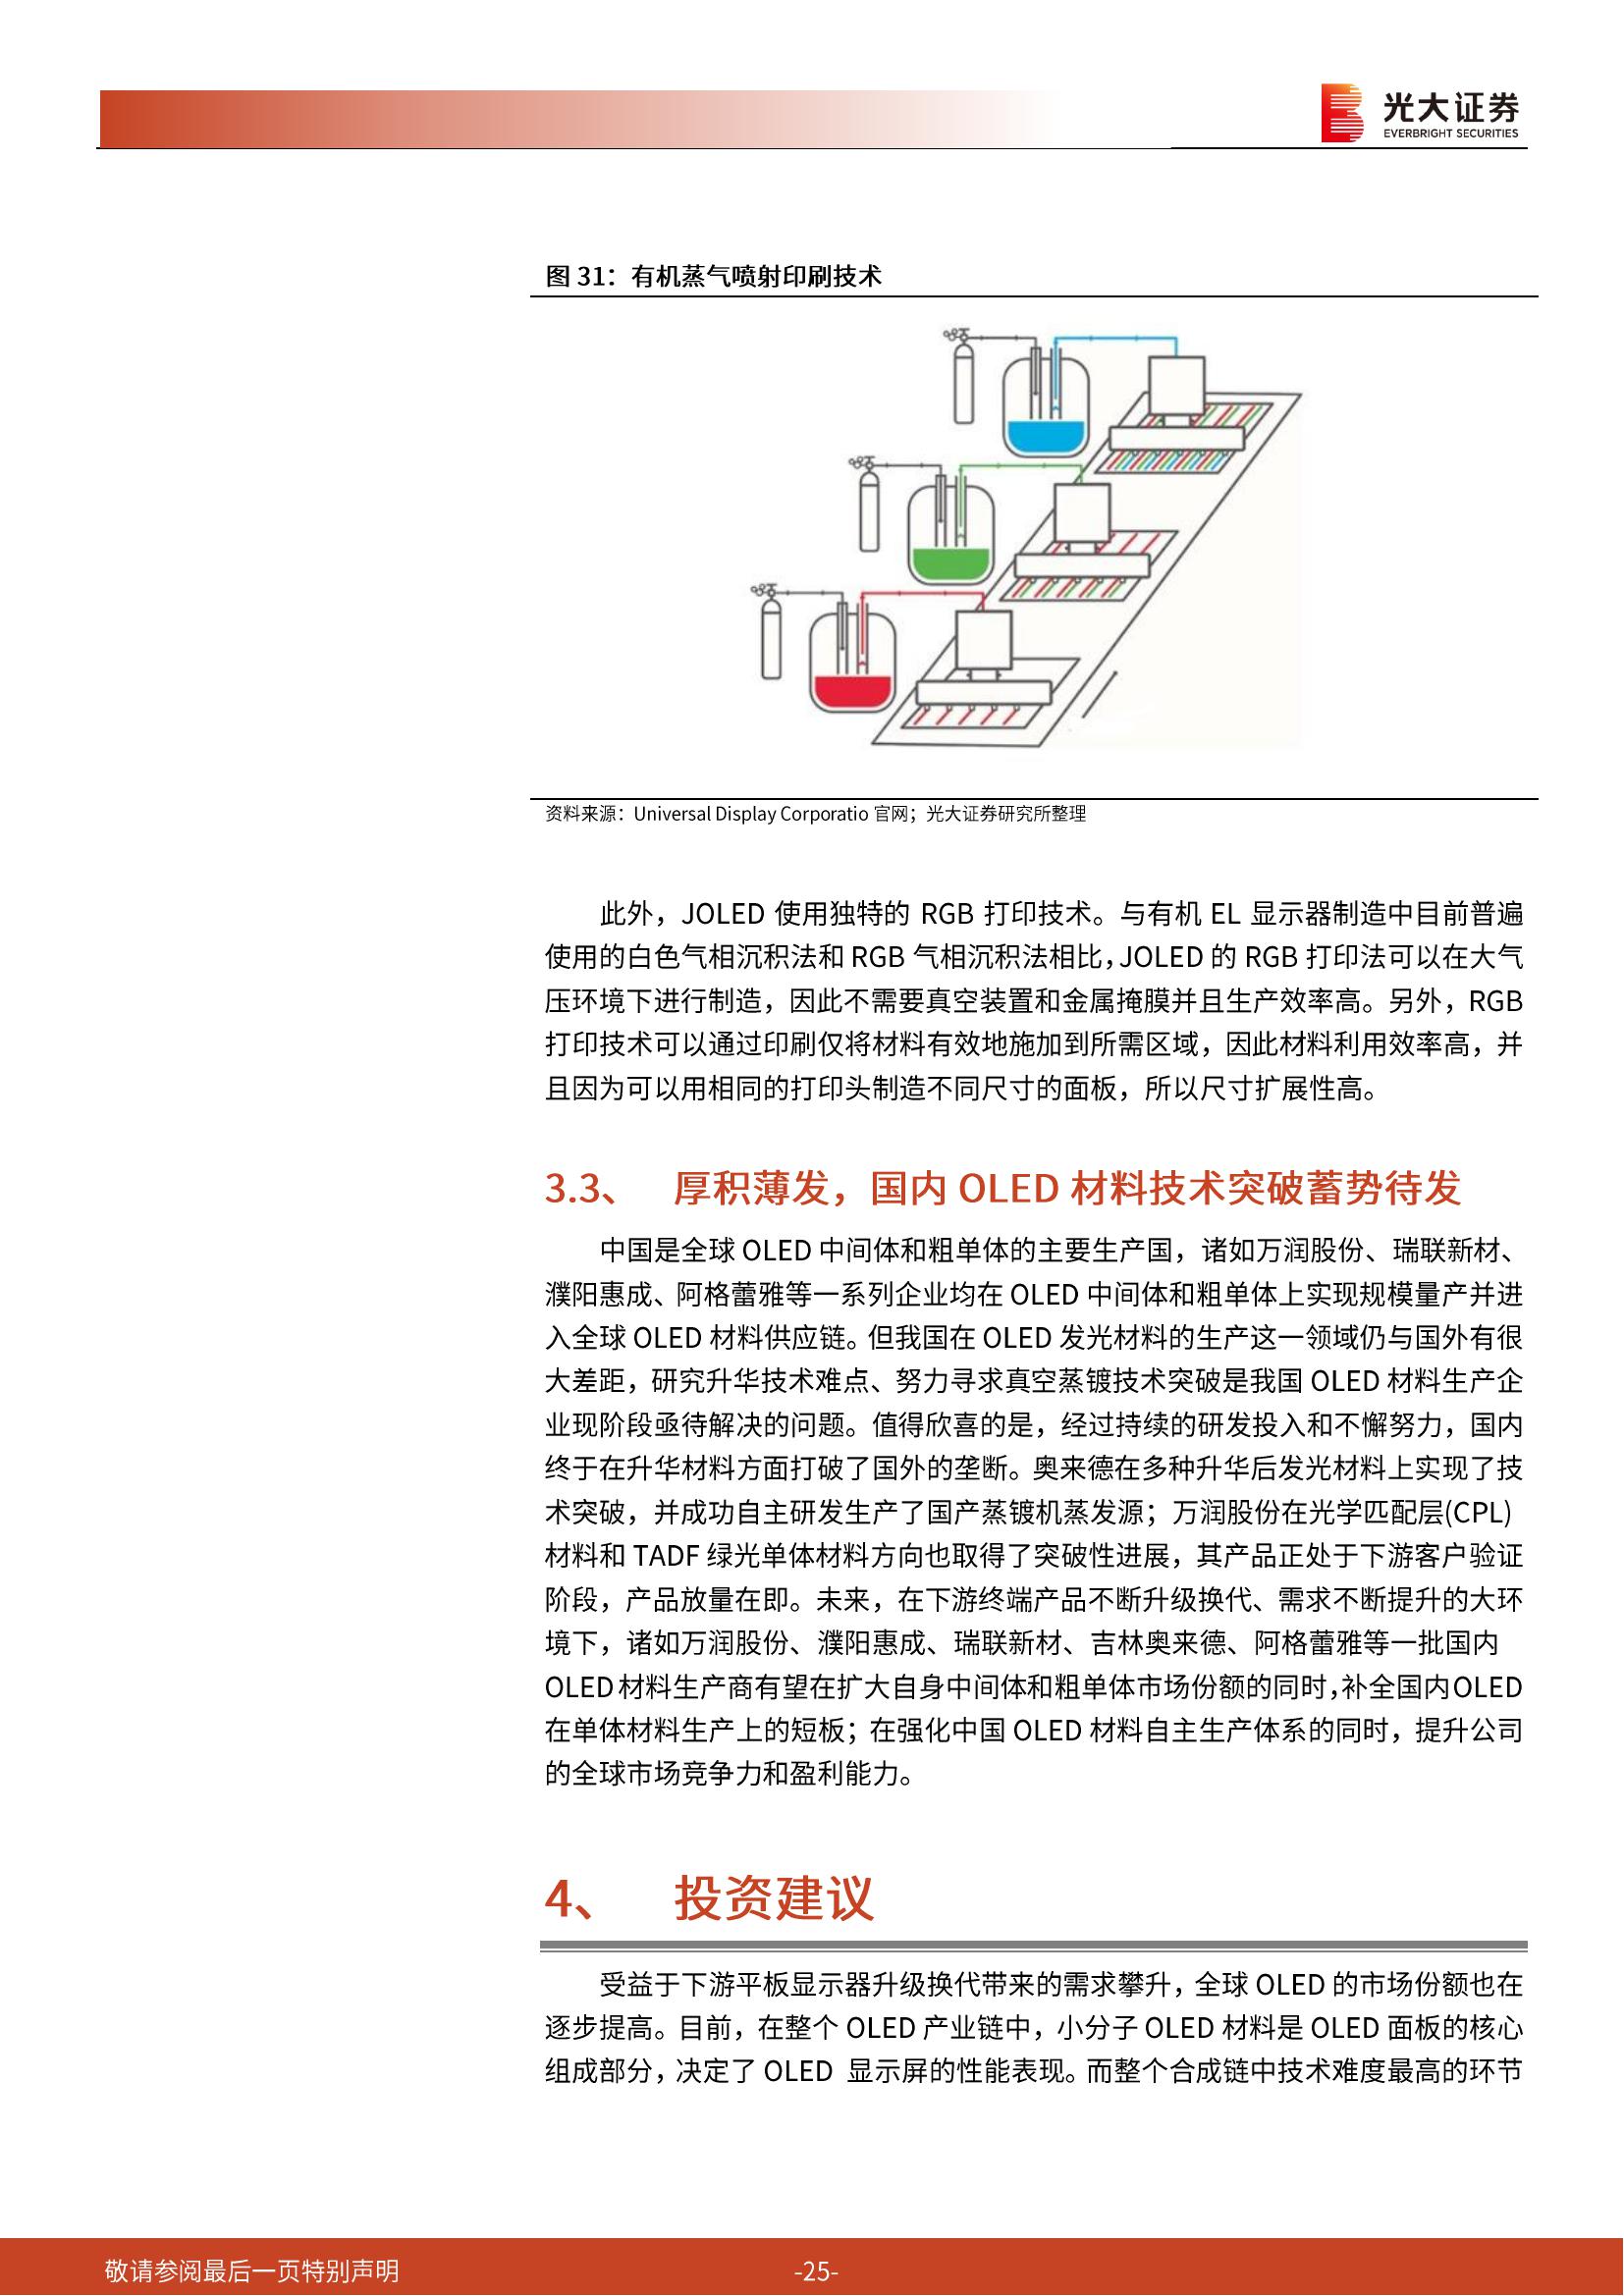 光大证券
EVERBRIGHT SECURITIES
图 31：有机蒸气喷射印刷技术
资料来源：Universal Display Corporatio 官网；光大证券研究所整理
此外，JOLED 使用独特的 RGB 打印技术。与有机 EL 显示器制造中目前普遍
使用的白色气相沉积法和 RGB 气相沉积法相比，JOLED 的 RGB 打印法可以在大气
压环境下进行制造，因此不需要真空装置和金属掩膜并且生产效率高。另外，RGB
打印技术可以通过印刷仅将材料有效地施加到所需区域，因此材料利用效率高，并
且因为可以用相同的打印头制造不同尺寸的面板，所以尺寸扩展性高。
3.3、 厚积薄发，国内 OLED 材料技术突破蓄势待发
中国是全球 OLED 中间体和粗单体的主要生产国，诸如万润股份、瑞联新材、
濮阳惠成、阿格蕾雅等一系列企业均在 OLED 中间体和粗单体上实现规模量产并进
入全球 OLED 材料供应链。但我国在 OLED 发光材料的生产这一领域仍与国外有很
大差距，研究升华技术难点、努力寻求真空蒸镀技术突破是我国 OLED 材料生产企
业现阶段亟待解决的问题。值得欣喜的是，经过持续的研发投入和不懈努力，国内
终于在升华材料方面打破了国外的垄断。奥来德在多种升华后发光材料上实现了技
术突破，并成功自主研发生产了国产蒸镀机蒸发源；万润股份在光学匹配层(CPL)
材料和 TADF 绿光单体材料方向也取得了突破性进展，其产品正处于下游客户验证
阶段，产品放量在即。未来，在下游终端产品不断升级换代、需求不断提升的大环
境下，诸如万润股份、濮阳惠成、瑞联新材、吉林奥来德、阿格蕾雅等一批国内
OLED 材料生产商有望在扩大自身中间体和粗单体市场份额的同时，补全国内 OLED
在单体材料生产上的短板；在强化中国 OLED 材料自主生产体系的同时，提升公司
的全球市场竞争力和盈利能力。
4、 投资建议
受益于下游平板显示器升级换代带来的需求攀升，全球 OLED 的市场份额也在
逐步提高。目前，在整个 OLED 产业链中，小分子 OLED 材料是 OLED 面板的核心
组成部分，决定了 OLED 显示屏的性能表现。而整个合成链中技术难度最高的环节
敬请参阅最后一页特别声明
-25-